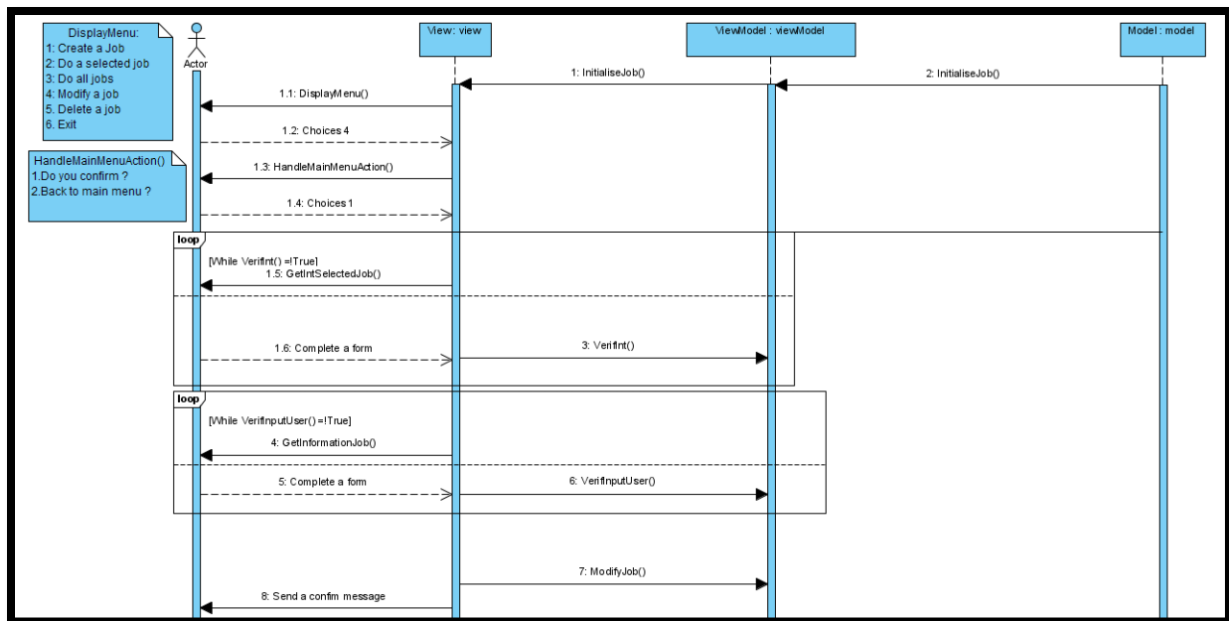 DisplayMenu:
1: Create a Job
2: Do a selected job
3: Do all jobs
4: Modify a job
5. Delete a job
6. Exit
Actor
View: view
ViewModel : viewModel
Model : model
1: InitialiseJob()
2: InitialiseJob()
1.1: DisplayMenu()
1.2: Choices 4
HandleMainMenuAction()
1.Do you confirm ?
2.Back to main menu ?
1.3: HandleMainMenuAction()
1.4: Choices 1
loop
[While VerifInt() =!True]
1.5: GetIntSelectedJob()
1.6: Complete a form
3: VerifInt()
loop
[While VerifInputUser() =!True]
4: GetInformationJob()
5: Complete a form
6: VerifInputUser()
7: ModifyJob()
8: Send a confim message